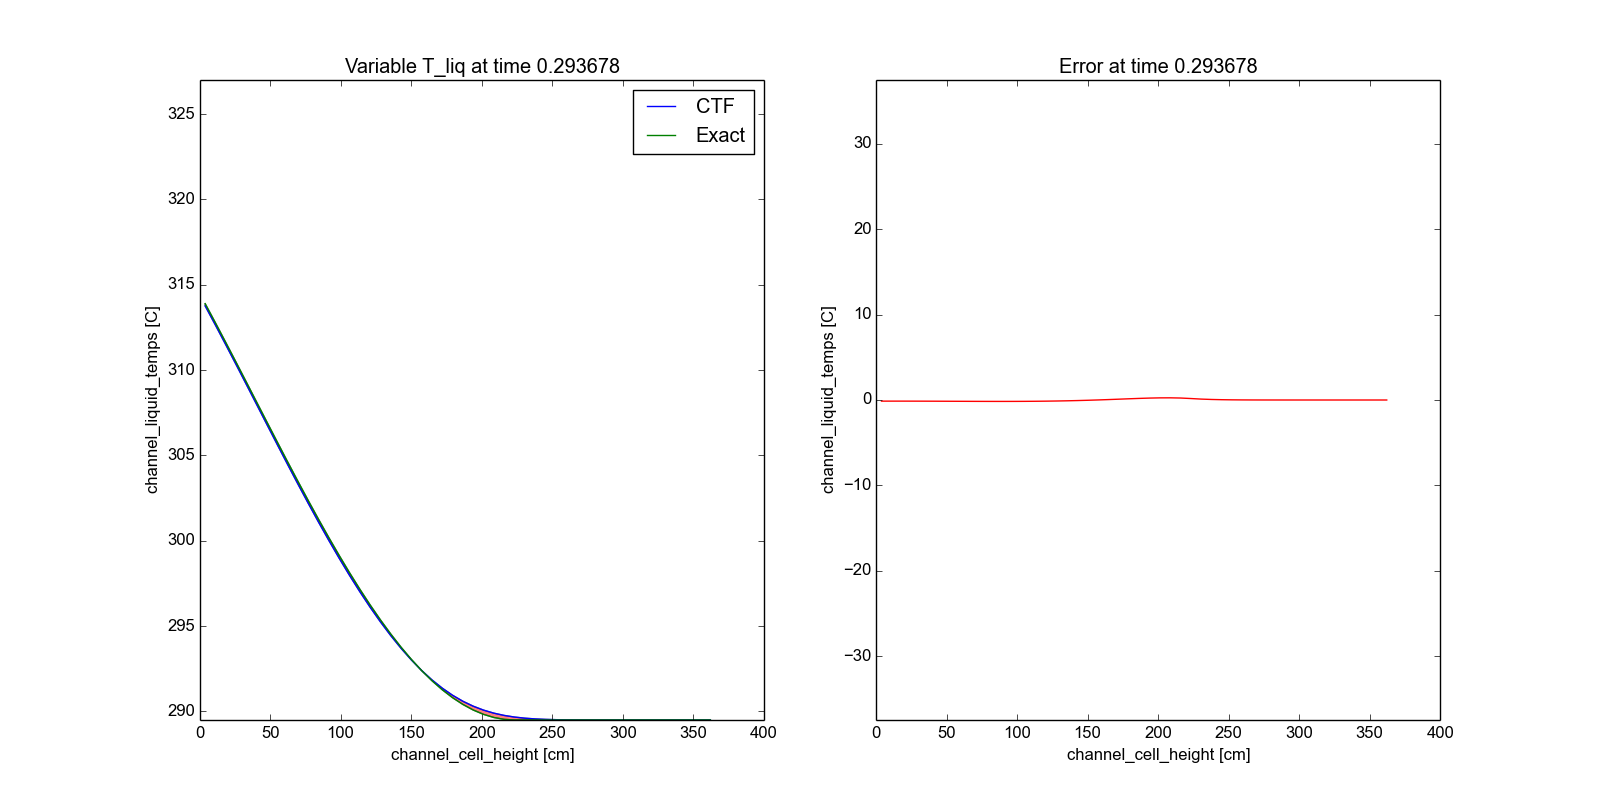 Variable T_liq at time 0.293678
CTF
Exact
325
320
315
310
305
300
295
290
0 50 100 150 200 250 300 350 400
channel_cell_height [cm]
channel_liquid_temps [C]
Error at time 0.293678
30
20
10
0
−10
−20
−30
0 50 100 150 200 250 300 350 400
channel_cell_height [cm]
channel_liquid_temps [C]